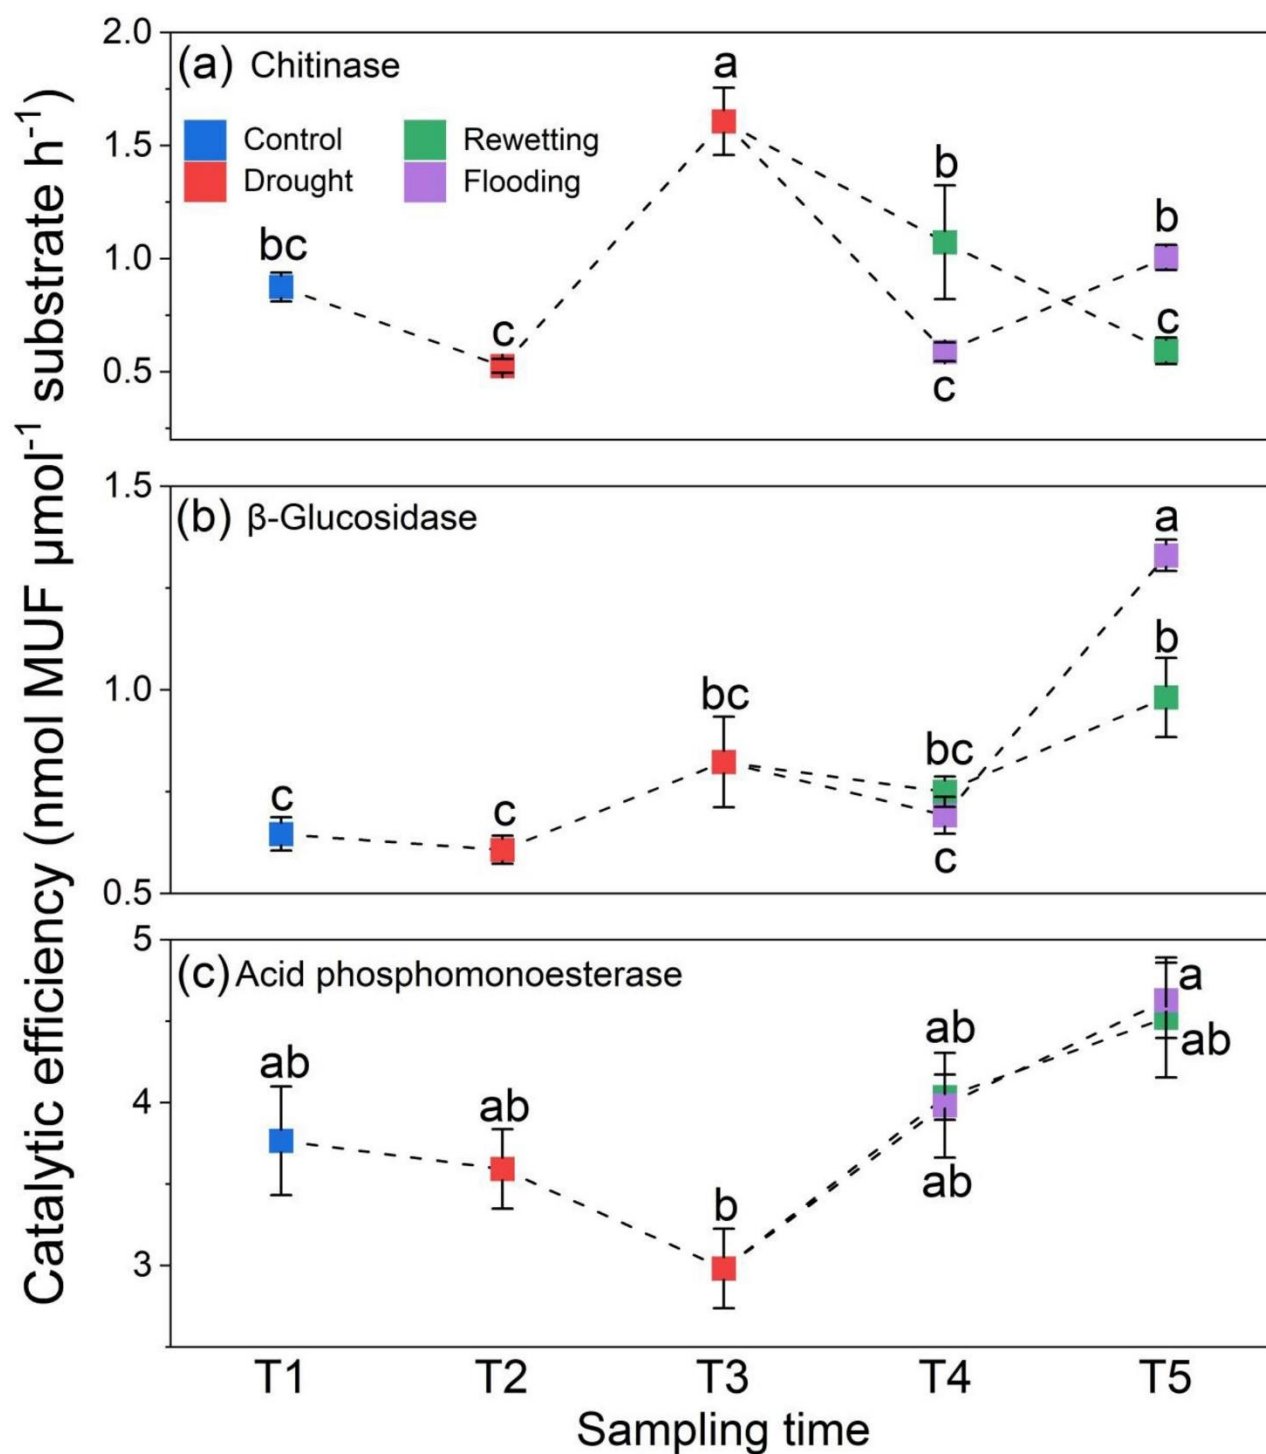 Catalytic efficiency (nmol MUF μmol⁻¹ substrate h⁻¹)
2.0
1.5
1.0
0.5
(a) Chitinase
Control
Rewetting
Drought
Flooding
bc
c
a
b
c
b
c
1.5
1.0
0.5
(b) β-Glucosidase
c
c
bc
bc
c
a
b
5
4
3
(c) Acid phosphomonoesterase
ab
ab
b
ab
ab
a
ab
T1 T2 T3 T4 T5
Sampling time